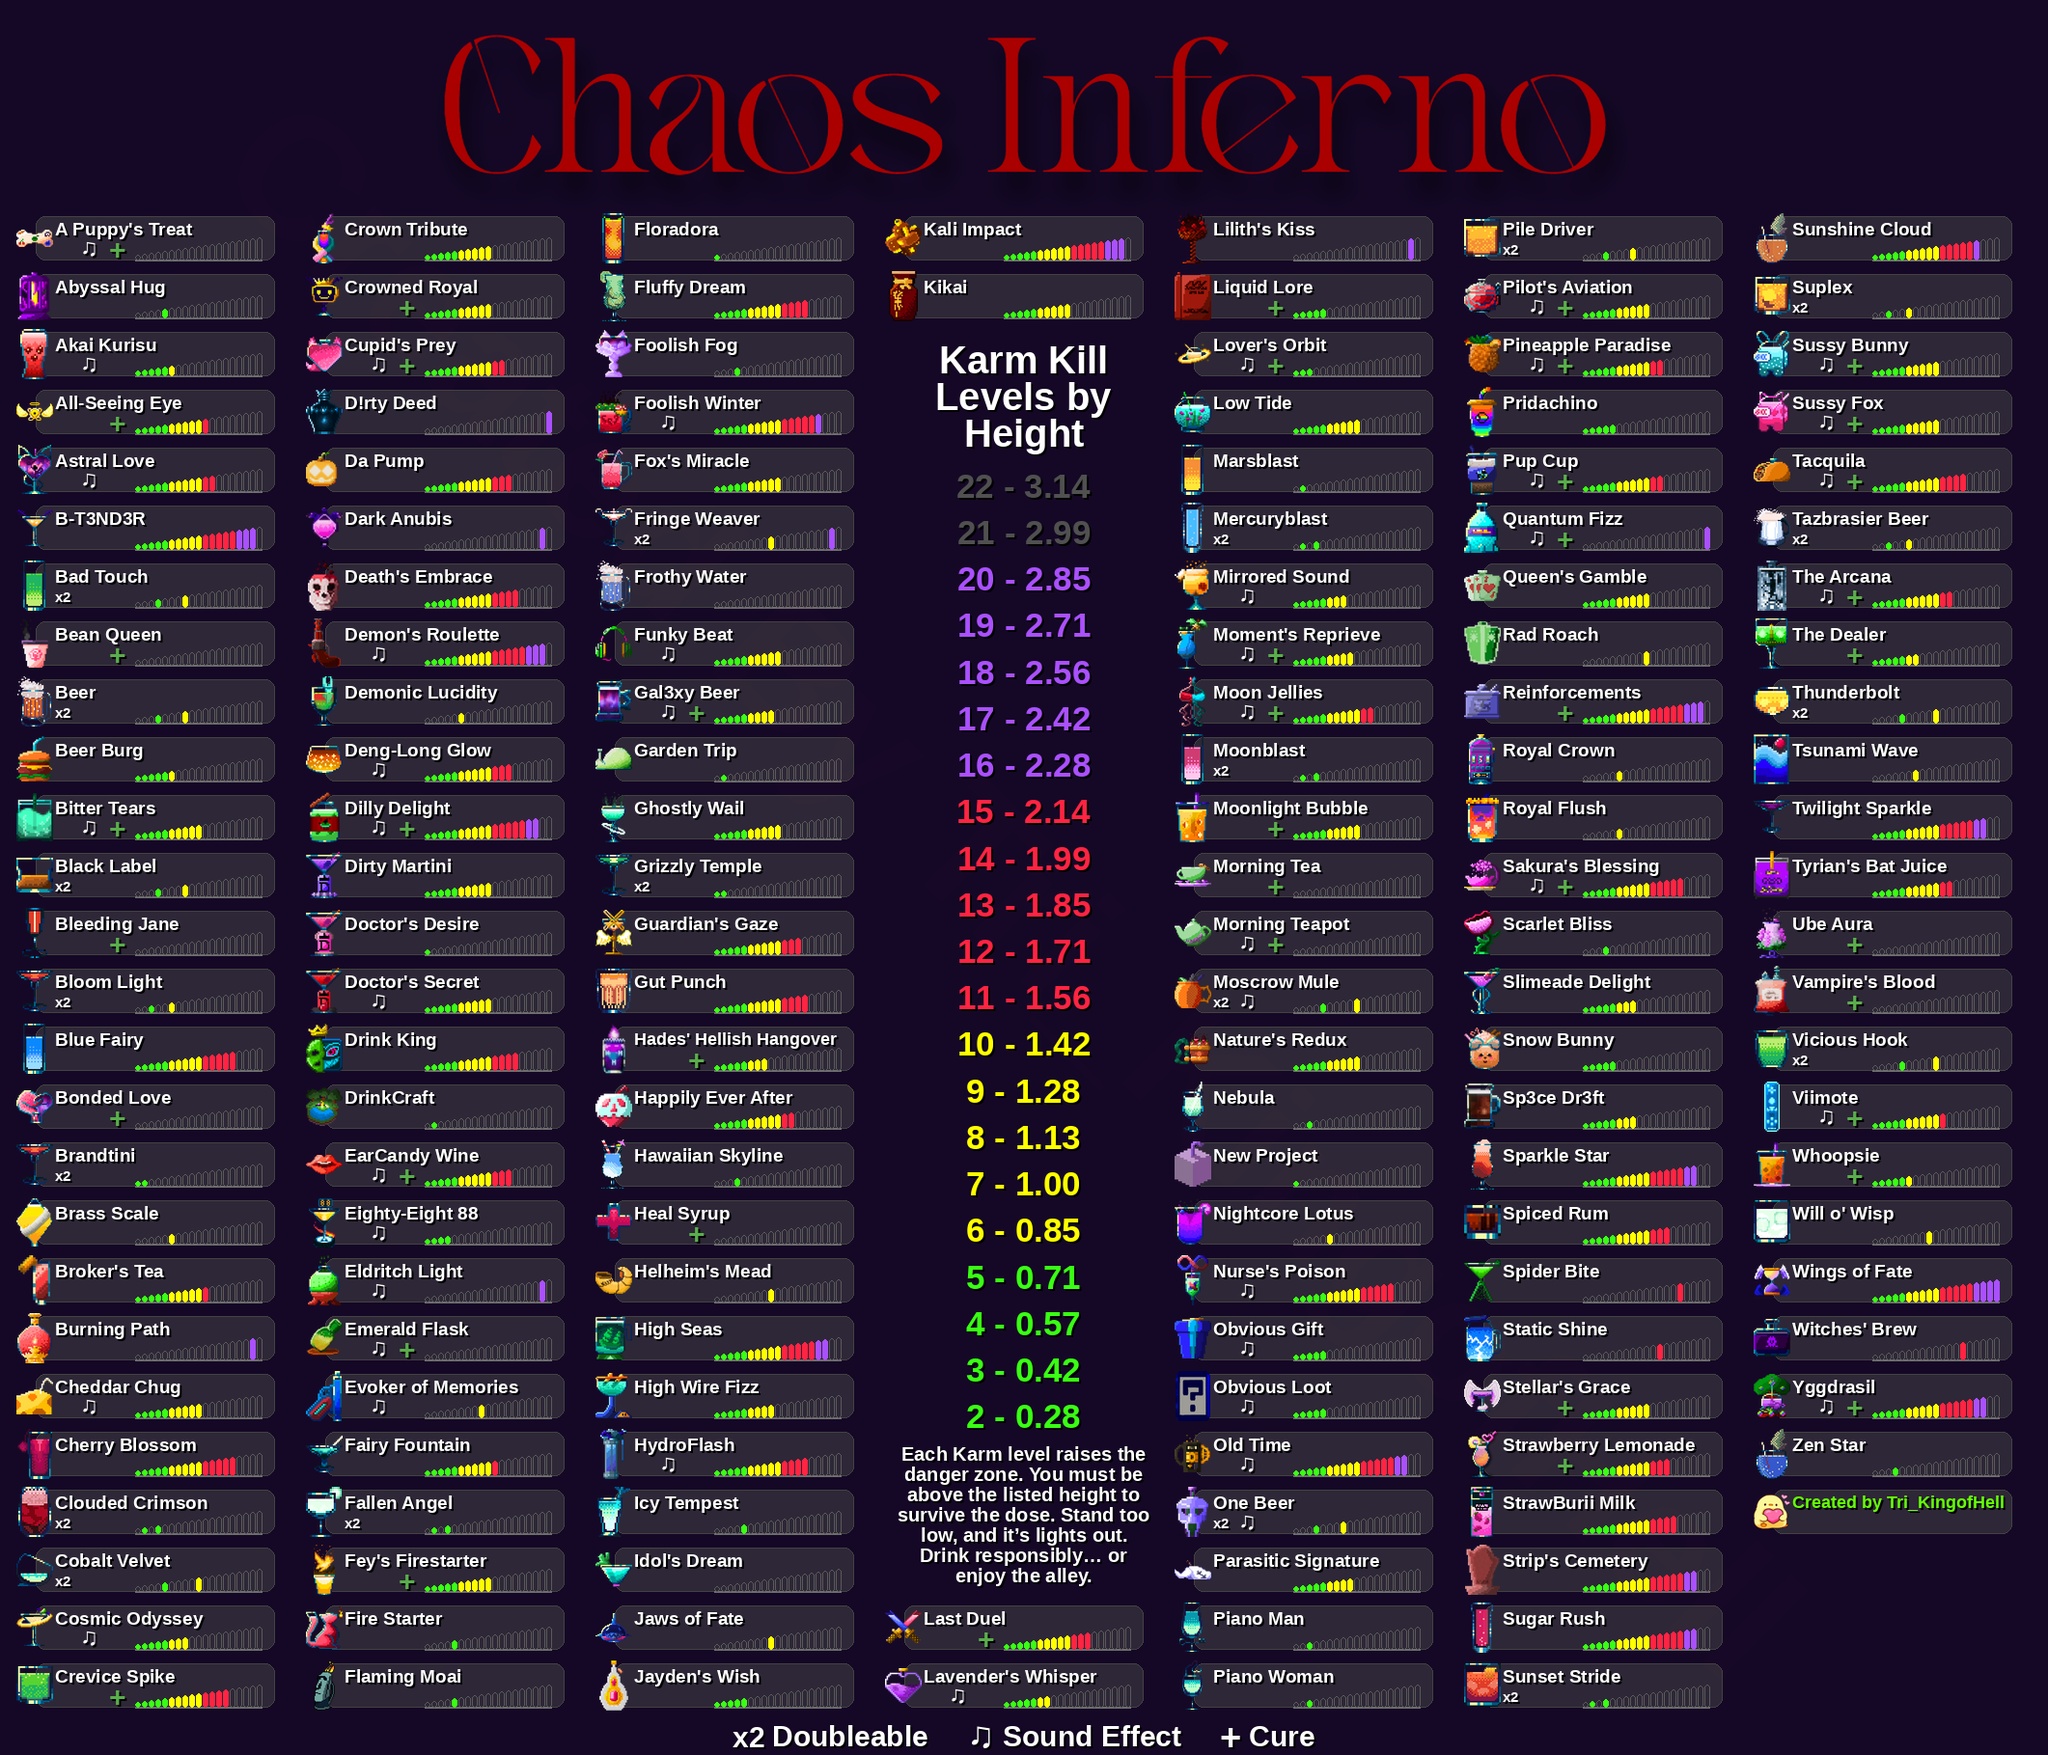 Chaos Inferno
A Puppy's Treat
♫ +
Abyssal Hug
Akai Kurisu
♫
All-Seeing Eye
+
Astral Love
♫
B-T3ND3R
Bad Touch
x2
Bean Queen
+
Beer
x2
Beer Burg
Bitter Tears
♫ +
Black Label
x2
Bleeding Jane
+
Bloom Light
x2
Blue Fairy
Bonded Love
+
Brandtini
x2
Brass Scale
Broker's Tea
Burning Path
Cheddar Chug
♫
Cherry Blossom
Clouded Crimson
x2
Cobalt Velvet
x2
Cosmic Odyssey
♫
Crevice Spike
+
Crown Tribute
Crowned Royal
+
Cupid's Prey
♫ +
D!rty Deed
Da Pump
Dark Anubis
Death's Embrace
Demon's Roulette
♫
Demonic Lucidity
Deng-Long Glow
♫
Dilly Delight
♫ +
Dirty Martini
Doctor's Desire
Doctor's Secret
♫
Drink King
DrinkCraft
EarCandy Wine
♫ +
Eighty-Eight 88
♫
Eldritch Light
♫
Emerald Flask
♫ +
Evoker of Memories
♫
Fairy Fountain
Fallen Angel
x2
Fey's Firestarter
+
Fire Starter
Flaming Moai
Floradora
Fluffy Dream
Foolish Fog
Foolish Winter
♫
Fox's Miracle
Fringe Weaver
x2
Frothy Water
Funky Beat
♫
Gal3xy Beer
♫ +
Garden Trip
Ghostly Wail
Grizzly Temple
x2
Guardian's Gaze
Gut Punch
Hades' Hellish Hangover
+
Happily Ever After
Hawaiian Skyline
Heal Syrup
+
Helheim's Mead
High Seas
High Wire Fizz
HydroFlash
♫
Icy Tempest
Idol's Dream
Jaws of Fate
Jayden's Wish
Kali Impact
Kikai
Karm Kill
Levels by
Height
22 - 3.14
21 - 2.99
20 - 2.85
19 - 2.71
18 - 2.56
17 - 2.42
16 - 2.28
15 - 2.14
14 - 1.99
13 - 1.85
12 - 1.71
11 - 1.56
10 - 1.42
9 - 1.28
8 - 1.13
7 - 1.00
6 - 0.85
5 - 0.71
4 - 0.57
3 - 0.42
2 - 0.28
Each Karm level raises the
danger zone. You must be
above the listed height to
survive the dose. Stand too
low, and it's lights out.
Drink responsibly… or
enjoy the alley.
Last Duel
+
Lavender's Whisper
♫
Lilith's Kiss
Liquid Lore
+
Lover's Orbit
♫ +
Low Tide
Marsblast
Mercuryblast
x2
Mirrored Sound
♫
Moment's Reprieve
♫ +
Moon Jellies
♫ +
Moonblast
x2
Moonlight Bubble
+
Morning Tea
+
Morning Teapot
♫ +
Moscrow Mule
x2 ♫
Nature's Redux
Nebula
New Project
Nightcore Lotus
Nurse's Poison
♫
Obvious Gift
♫
Obvious Loot
♫
Old Time
♫
One Beer
x2 ♫
Parasitic Signature
Piano Man
Piano Woman
Pile Driver
x2
Pilot's Aviation
♫ +
Pineapple Paradise
♫ +
Pridachino
Pup Cup
♫ +
Quantum Fizz
♫ +
Queen's Gamble
Rad Roach
Reinforcements
+
Royal Crown
Royal Flush
Sakura's Blessing
♫ +
Scarlet Bliss
Slimeade Delight
Snow Bunny
Sp3ce Dr3ft
Sparkle Star
Spiced Rum
Spider Bite
Static Shine
Stellar's Grace
+
Strawberry Lemonade
+
StrawBurii Milk
Strip's Cemetery
Sugar Rush
Sunset Stride
x2
Sunshine Cloud
Suplex
x2
Sussy Bunny
♫ +
Sussy Fox
♫ +
Tacquila
♫ +
Tazbrasier Beer
x2
The Arcana
♫ +
The Dealer
+
Thunderbolt
x2
Tsunami Wave
Twilight Sparkle
Tyrian's Bat Juice
Ube Aura
+
Vampire's Blood
+
Vicious Hook
x2
Viimote
♫ +
Whoopsie
+
Will o' Wisp
Wings of Fate
Witches' Brew
Yggdrasil
♫ +
Zen Star
Created by Tri_KingofHell
x2 Doubleable ♫ Sound Effect + Cure